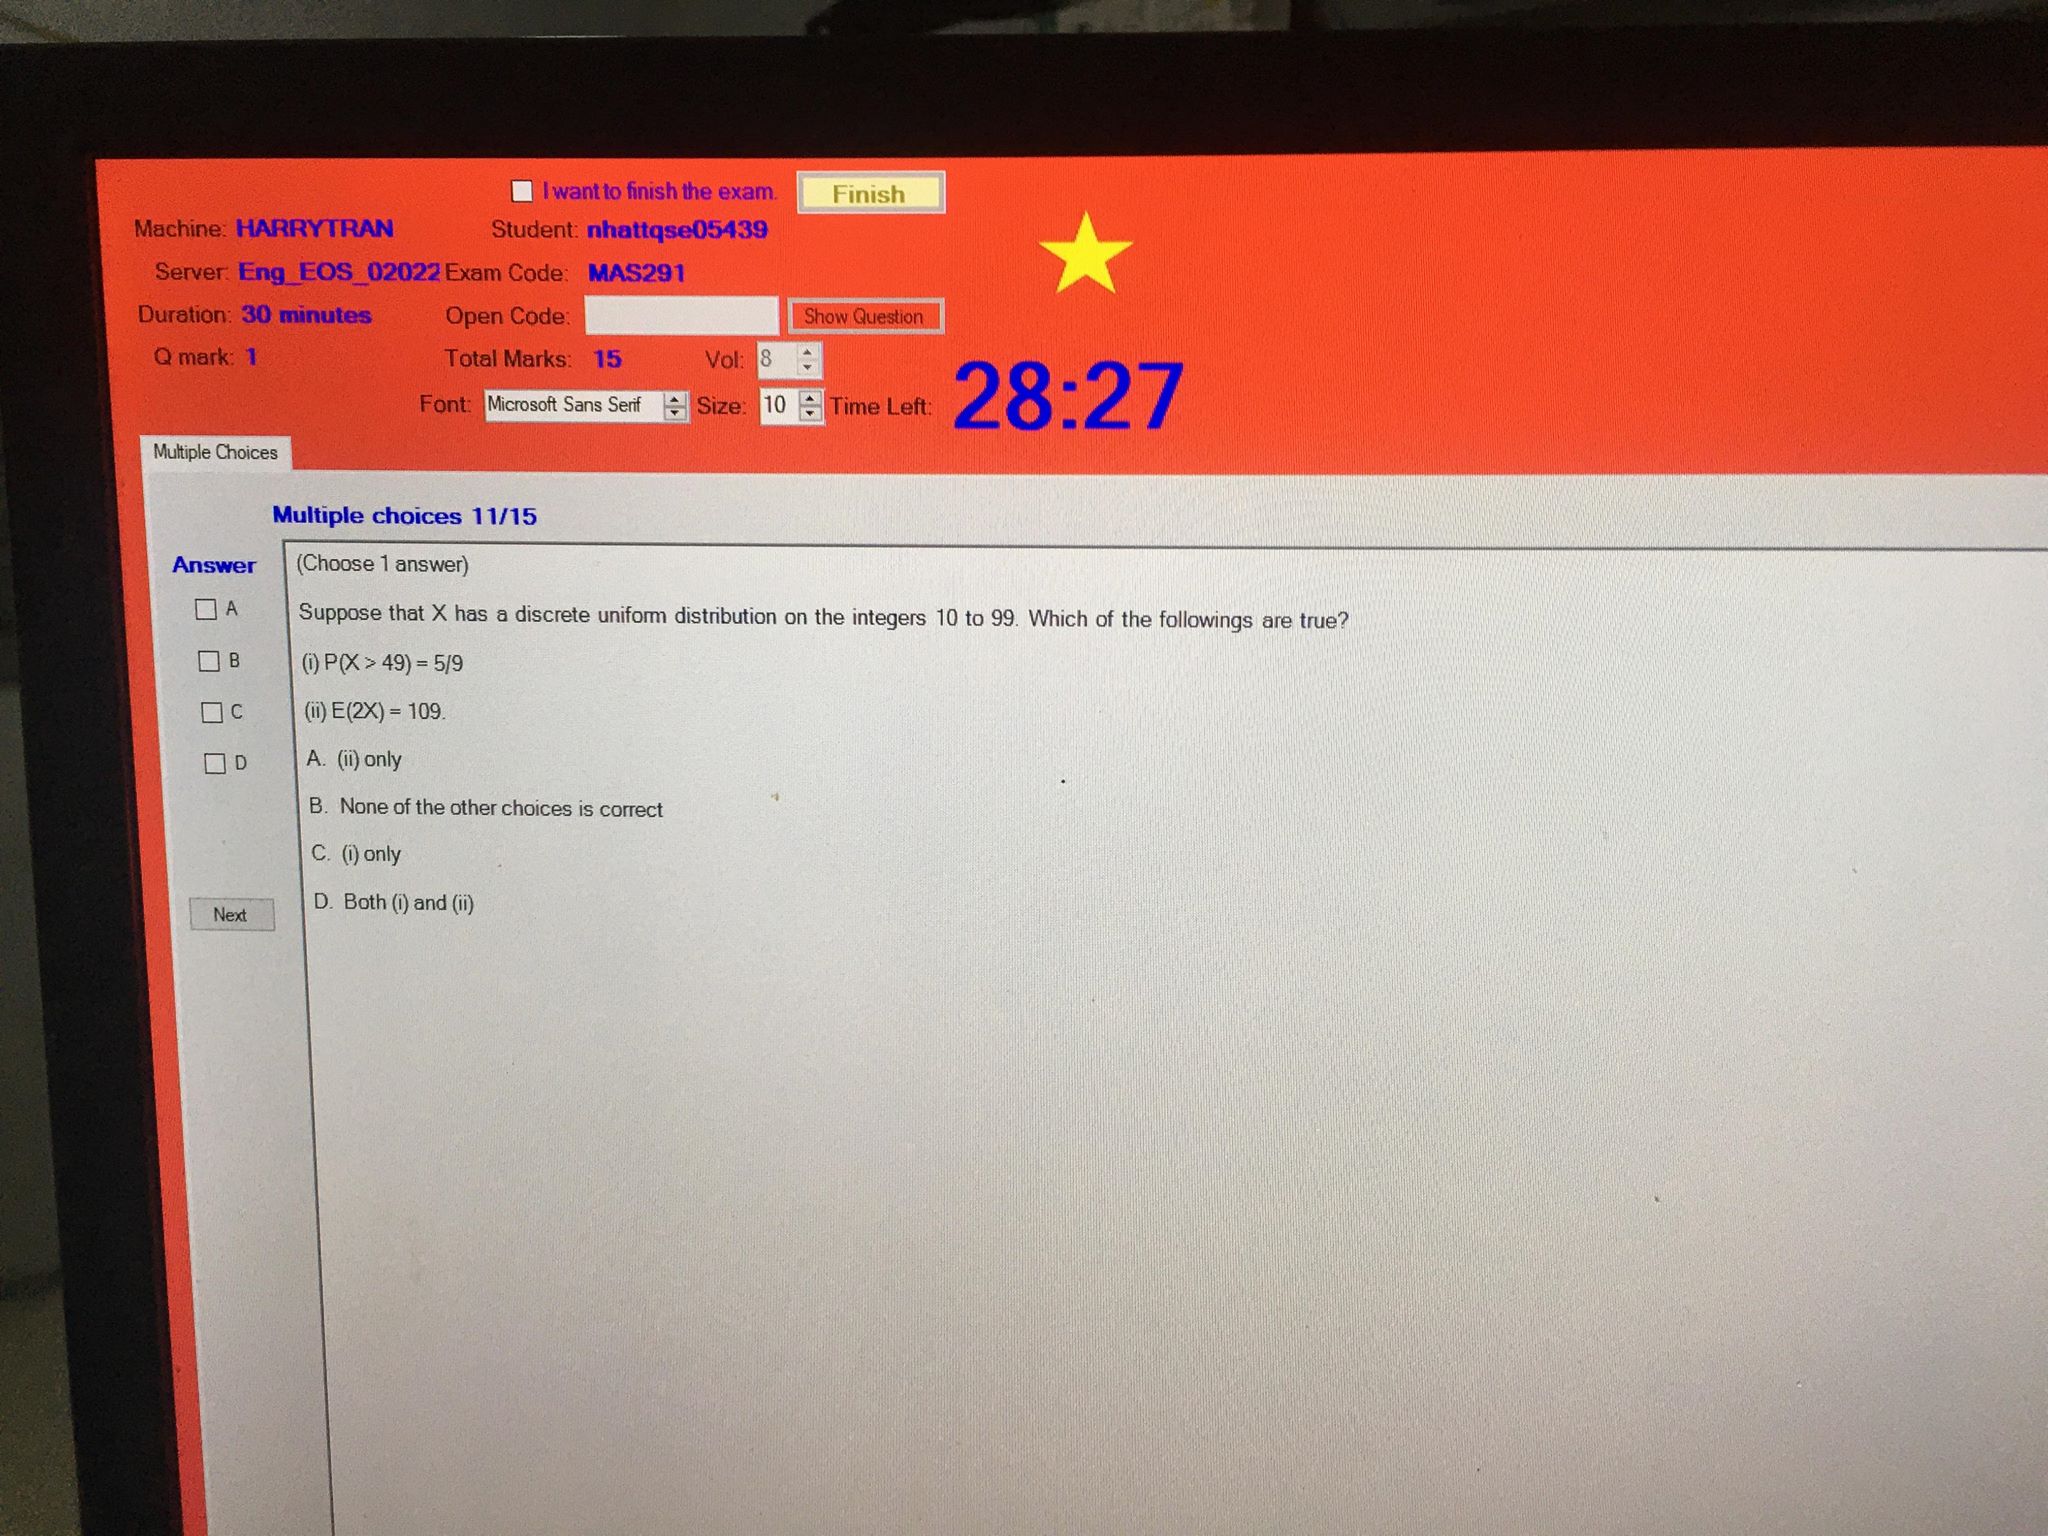 I want to finish the exam. Finish
Machine: HARRYTRAN Student: nhattqse05439
Server: Eng_EOS_02022 Exam Code: MAS291
Duration: 30 minutes Open Code: Show Question
Q mark: 1 Total Marks: 15 Vol: 8
Font: Microsoft Sans Serif Size: 10 Time Left: 28:27
Multiple Choices
Multiple choices 11/15
Answer
A
B
C
D
Next
(Choose 1 answer)
Suppose that X has a discrete uniform distribution on the integers 10 to 99. Which of the followings are true?
(i) P(X > 49) = 5/9
(ii) E(2X) = 109.
A. (ii) only
B. None of the other choices is correct
C. (i) only
D. Both (i) and (ii)